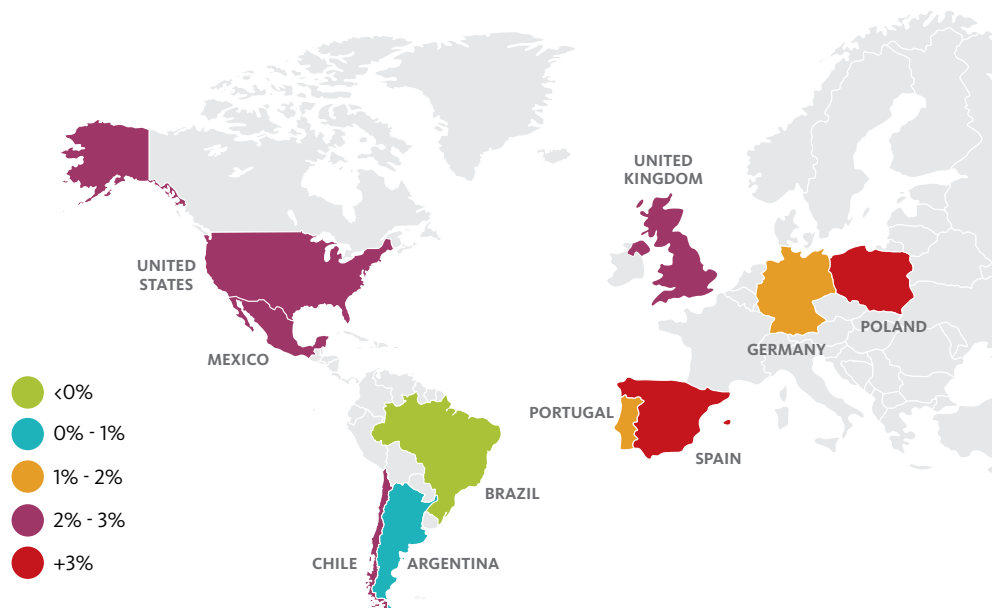 UNITED
KINGDOM
UNITED
STATES
POLAND
GERMANY
MEXICO
<0%
PORTUGAL
0% - 1%
SPAIN
1% - 2%
BRAZIL
2% - 3%
CHILE
ARGENTINA
+3%